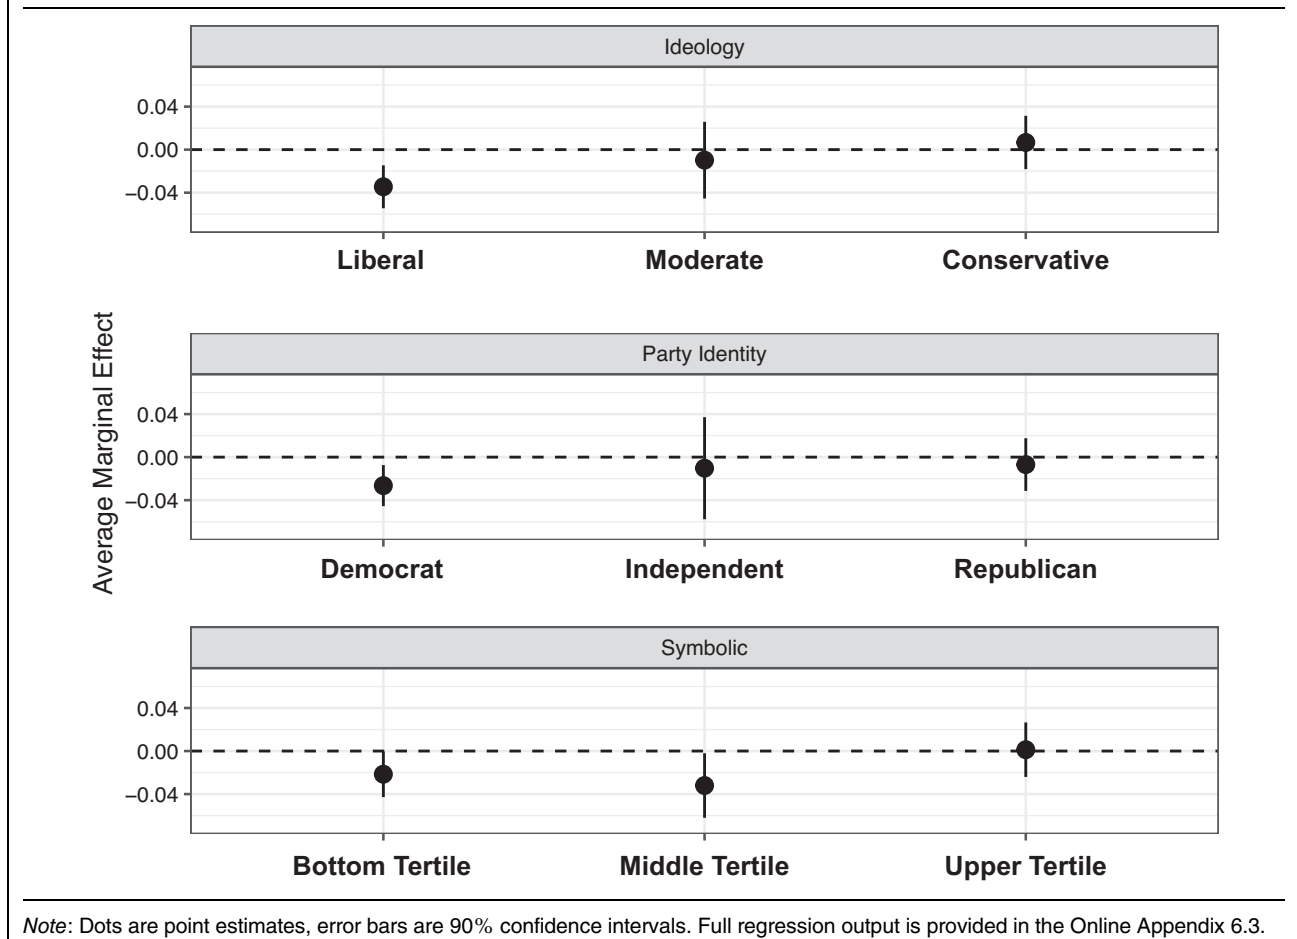 Ideology
0.04
0.00
−0.04
Liberal Moderate Conservative
Average Marginal Effect
Party Identity
0.04
0.00
−0.04
Democrat Independent Republican
Symbolic
0.04
0.00
−0.04
Bottom Tertile Middle Tertile Upper Tertile
Note: Dots are point estimates, error bars are 90% confidence intervals. Full regression output is provided in the Online Appendix 6.3.